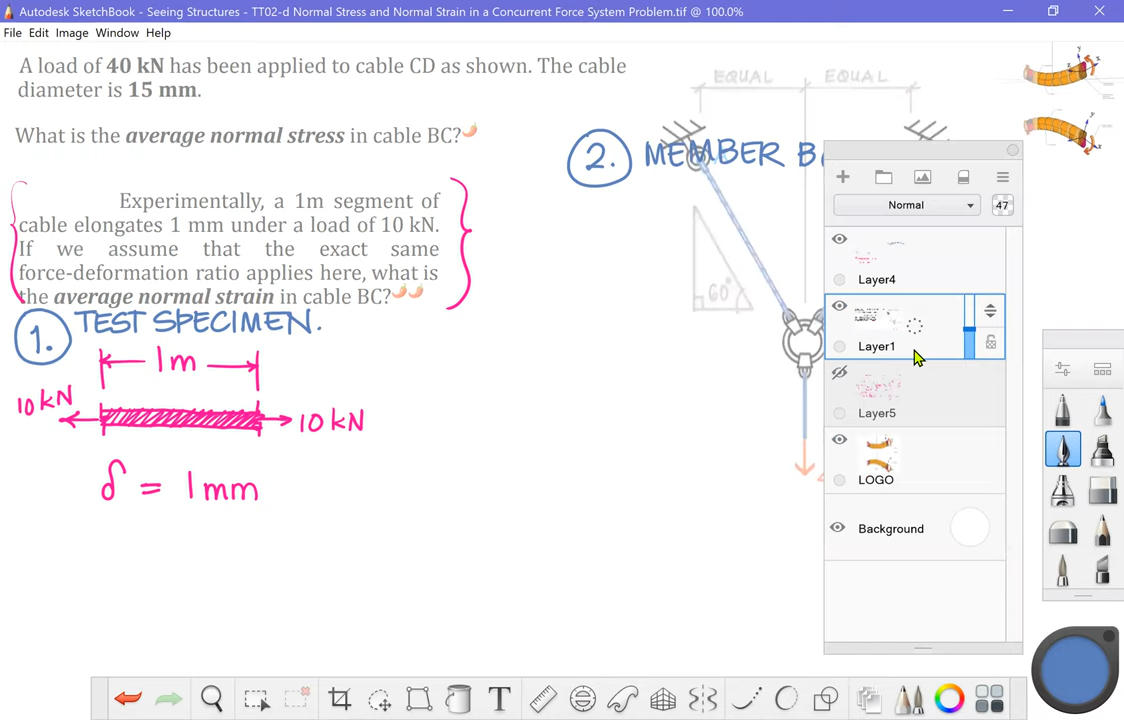 Autodesk SketchBook - Seeing Structures - TT02-d Normal Stress and Normal Strain in a Concurrent Force System Problem.tif @ 100.0%
File Edit Image Window Help
A load of 40 kN has been applied to cable CD as shown. The cable
diameter is 15 mm.
What is the average normal stress in cable BC?
Experimentally, a 1m segment of
cable elongates 1 mm under a load of 10 kN.
If we assume that the exact same
force-deformation ratio applies here, what is
the average normal strain in cable BC?
1. TEST SPECIMEN.
1m
10 kN
10 kN
δ = 1mm
EQUAL EQUAL
2. MEMBER B
60°
Normal
47
Layer4
Layer1
Layer5
LOGO
Background
T